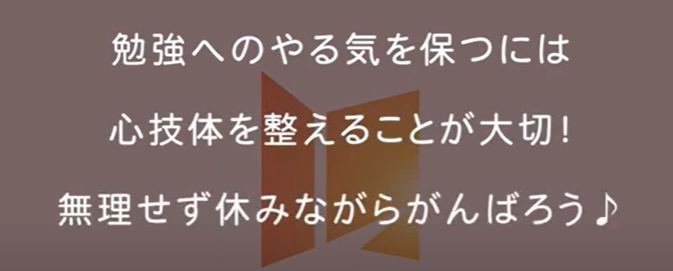 勉強へのやる気を保つには
心技体を整えることが大切!
無理せず休みながらがんばろう♪